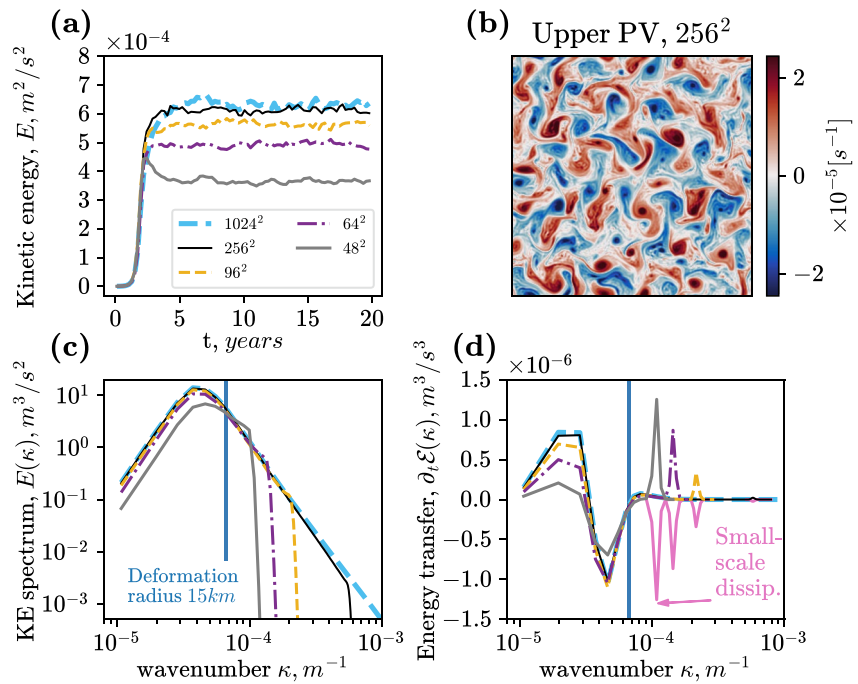 (a)
×10⁻⁴
Kinetic energy, E, m²/s²
8
7
6
5
4
3
2
1
0
1024²
256²
96²
64²
48²
0
5
10
15
20
t, years
(b)
Upper PV, 256²
2
0
−2
×10⁻⁵[s⁻¹]
(c)
KE spectrum, E(κ), m³/s²
10¹
10⁰
10⁻¹
10⁻²
10⁻³
Deformation
radius 15km
10⁻⁵
10⁻⁴
10⁻³
wavenumber κ, m⁻¹
(d)
×10⁻⁶
Energy transfer, ∂ₜℰ(κ), m³/s³
1.5
1.0
0.5
0.0
−0.5
−1.0
−1.5
Small-
scale
dissip.
10⁻⁵
10⁻⁴
10⁻³
wavenumber κ, m⁻¹